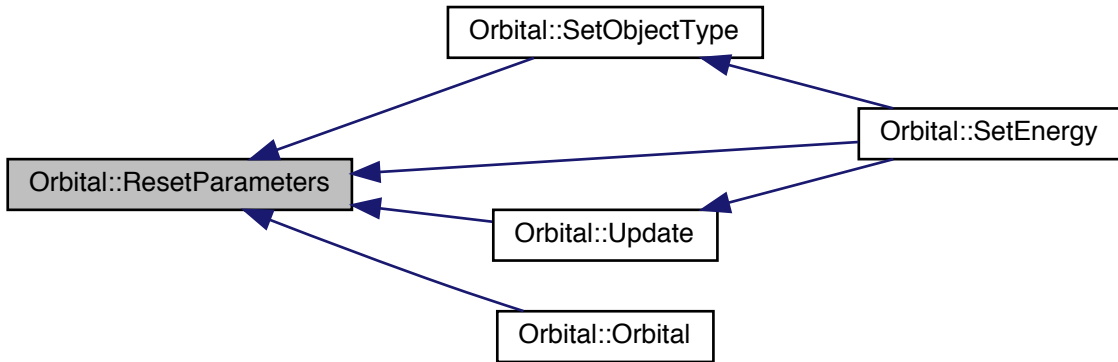 Orbital::SetObjectType
Orbital::SetEnergy
Orbital::ResetParameters
Orbital::Update
Orbital::Orbital